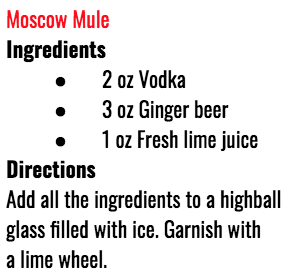 Moscow Mule
Ingredients
● 2 oz Vodka
● 3 oz Ginger beer
● 1 oz Fresh lime juice
Directions
Add all the ingredients to a highball
glass filled with ice. Garnish with
a lime wheel.